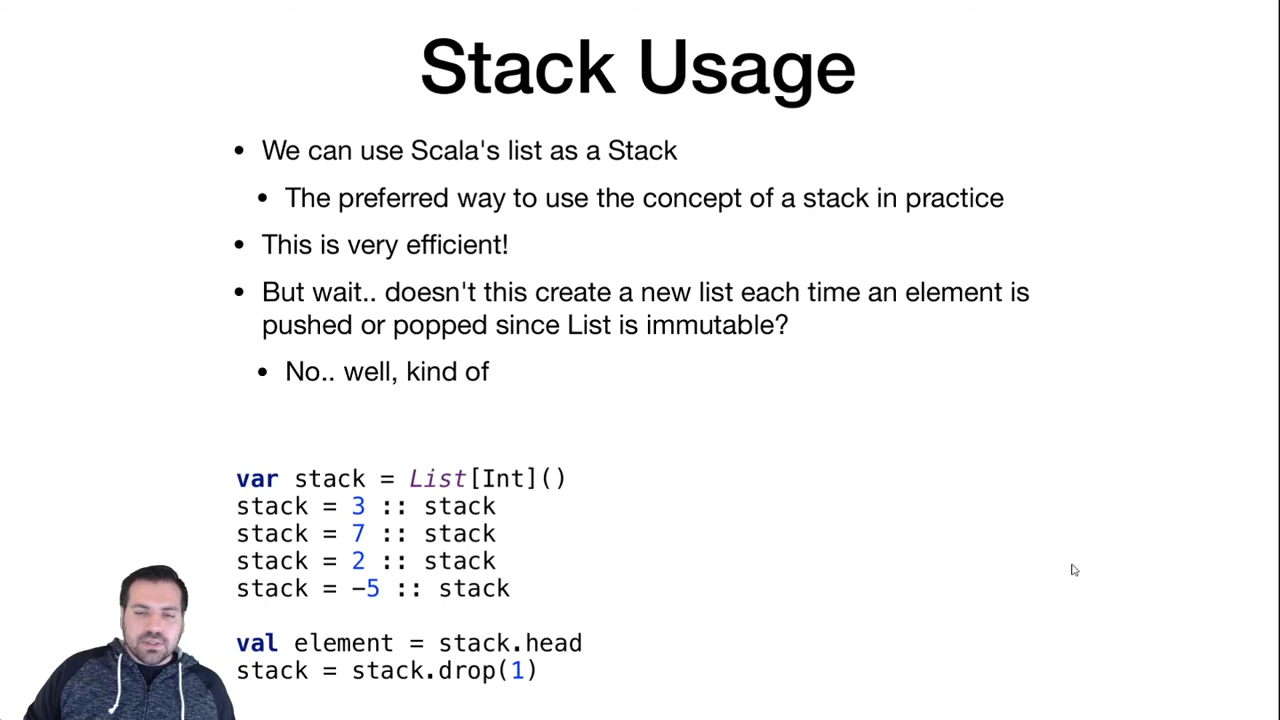 Stack Usage
• We can use Scala's list as a Stack
• The preferred way to use the concept of a stack in practice
• This is very efficient!
• But wait.. doesn't this create a new list each time an element is
pushed or popped since List is immutable?
• No.. well, kind of
var stack = List[Int]()
stack = 3 :: stack
stack = 7 :: stack
stack = 2 :: stack
stack = -5 :: stack
val element = stack.head
stack = stack.drop(1)